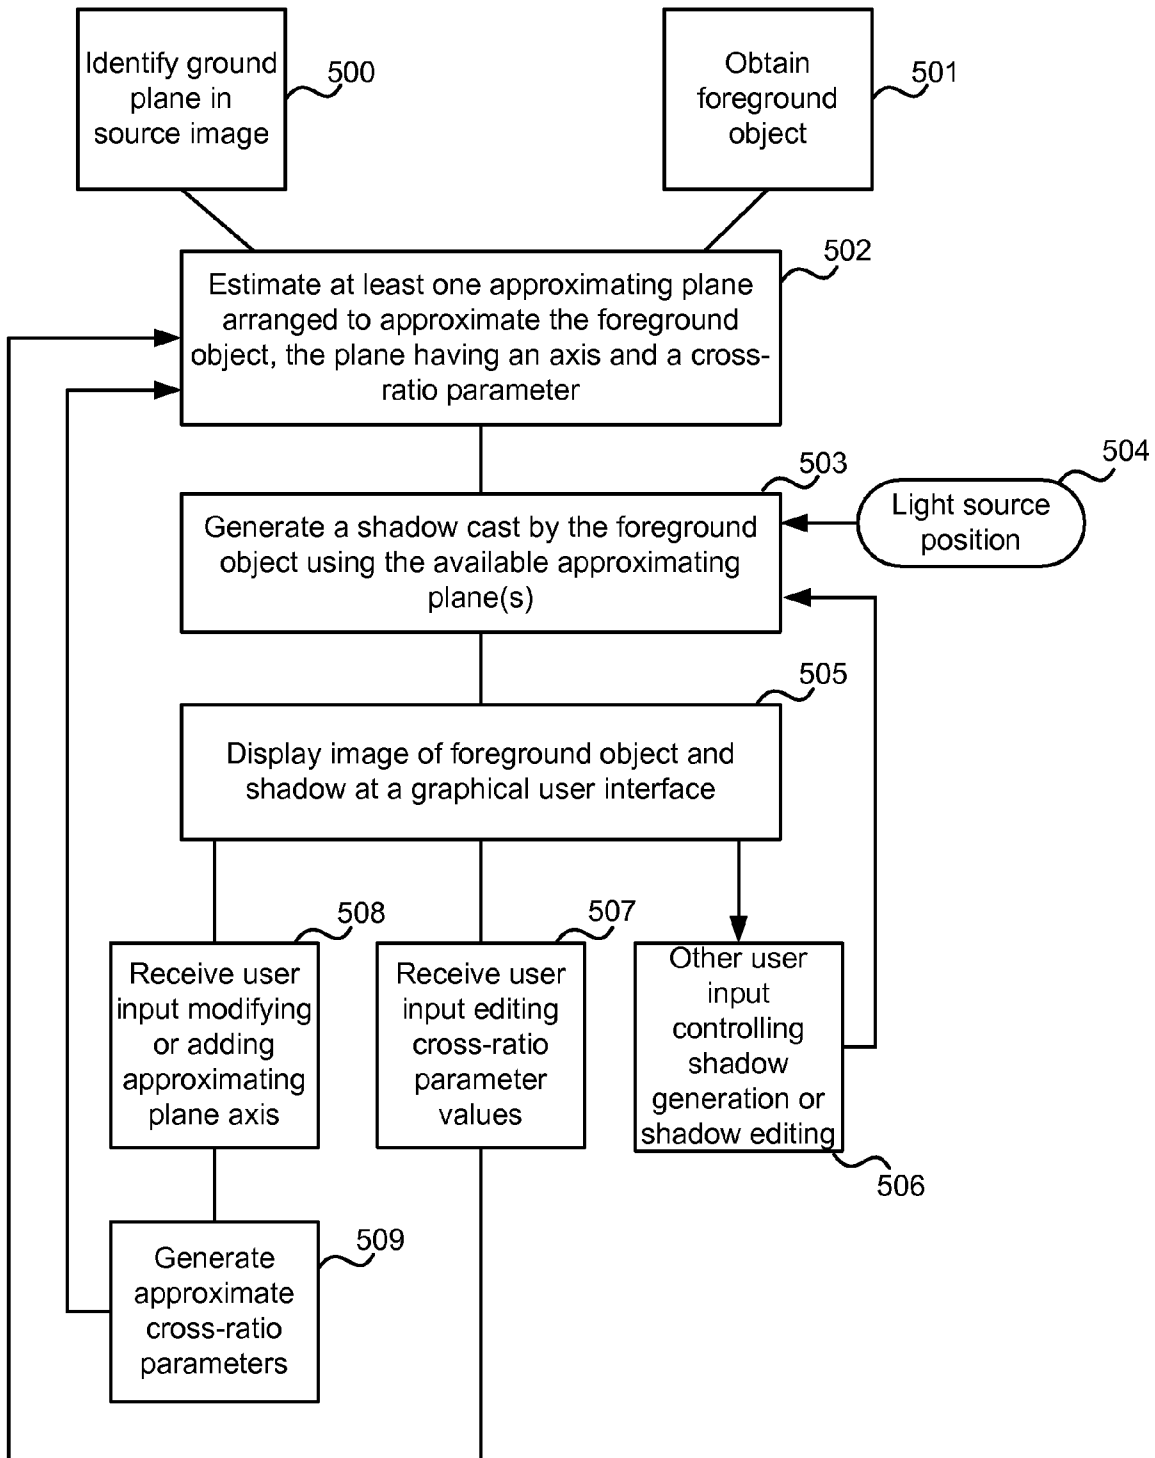 Identify ground
plane in
source image
500
Obtain
foreground
object
501
502
Estimate at least one approximating plane
arranged to approximate the foreground
object, the plane having an axis and a cross-
ratio parameter
503
504
Generate a shadow cast by the foreground
object using the available approximating
plane(s)
Light source
position
505
Display image of foreground object and
shadow at a graphical user interface
508
507
Receive user
input modifying
or adding
approximating
plane axis
Receive user
input editing
cross-ratio
parameter
values
Other user
input
controlling
shadow
generation or
shadow editing
506
509
Generate
approximate
cross-ratio
parameters